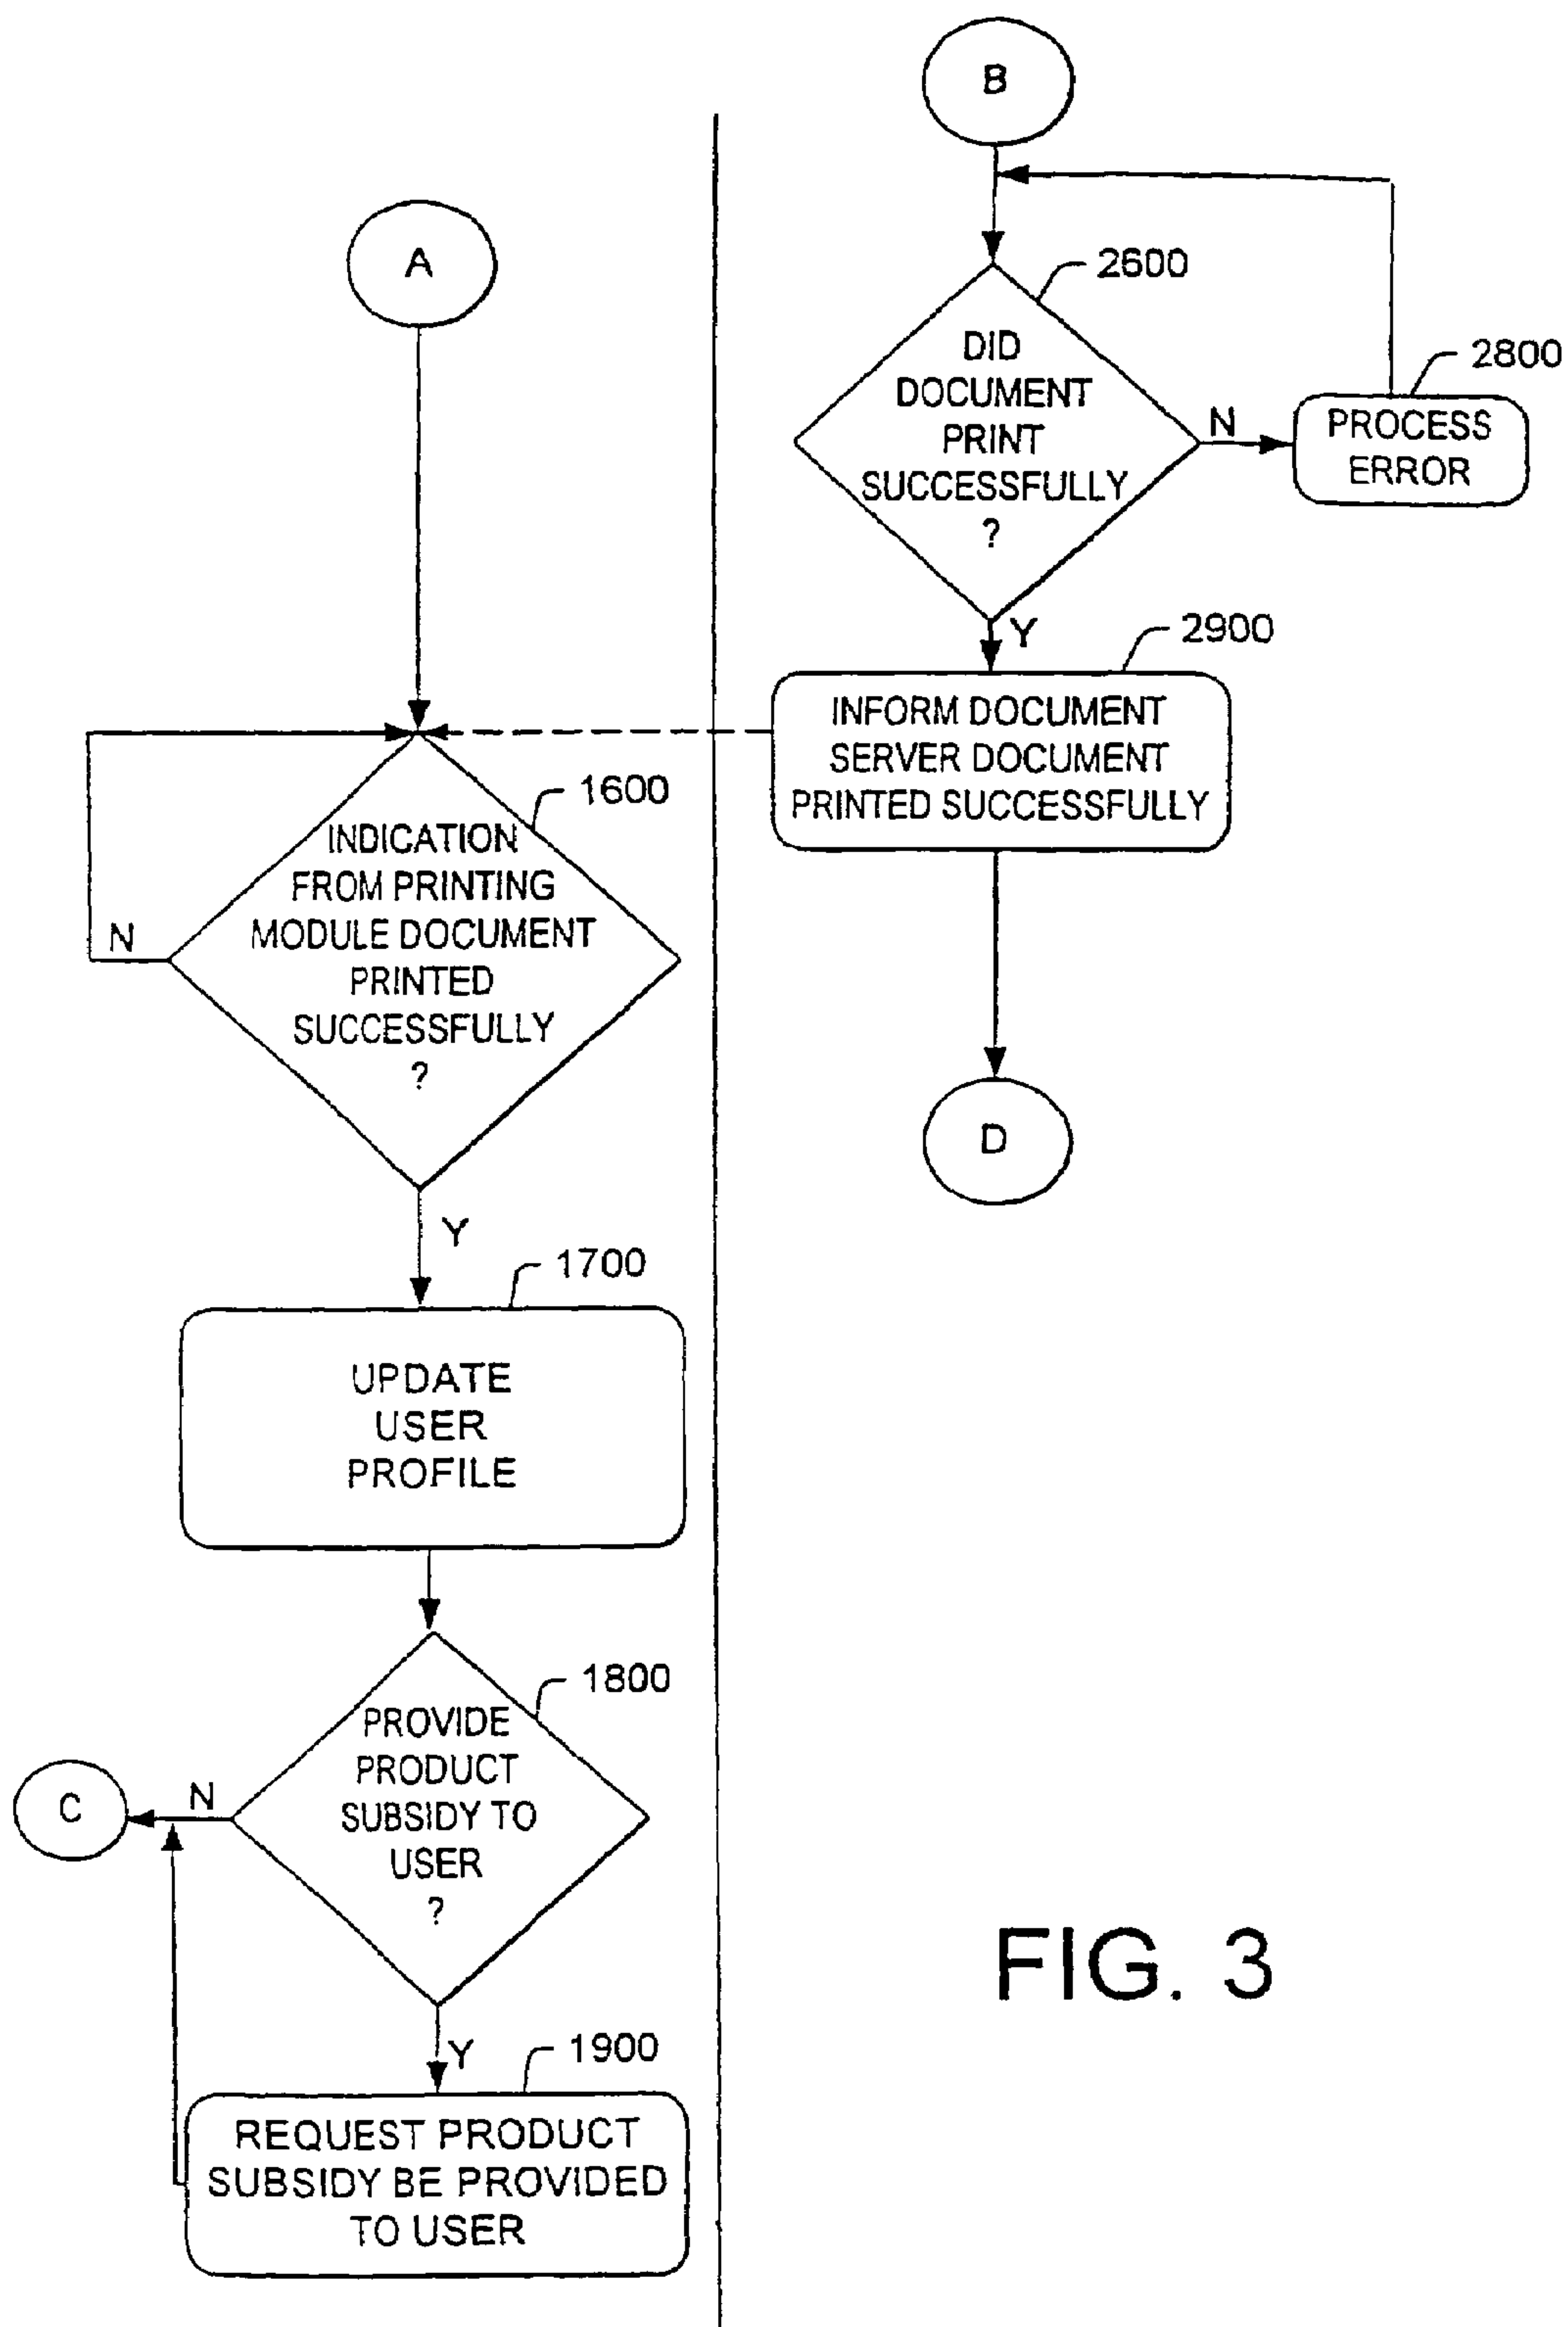 A
1600
INDICATION
FROM PRINTING
MODULE DOCUMENT
PRINTED
SUCCESSFULLY
?
N
Y
1700
UPDATE
USER
PROFILE
1800
PROVIDE
PRODUCT
SUBSIDY TO
USER
?
N
C
Y
1900
REQUEST PRODUCT
SUBSIDY BE PROVIDED
TO USER
B
2600
DID
DOCUMENT
PRINT
SUCCESSFULLY
?
N
2800
PROCESS
ERROR
Y
2900
INFORM DOCUMENT
SERVER DOCUMENT
PRINTED SUCCESSFULLY
D
FIG. 3